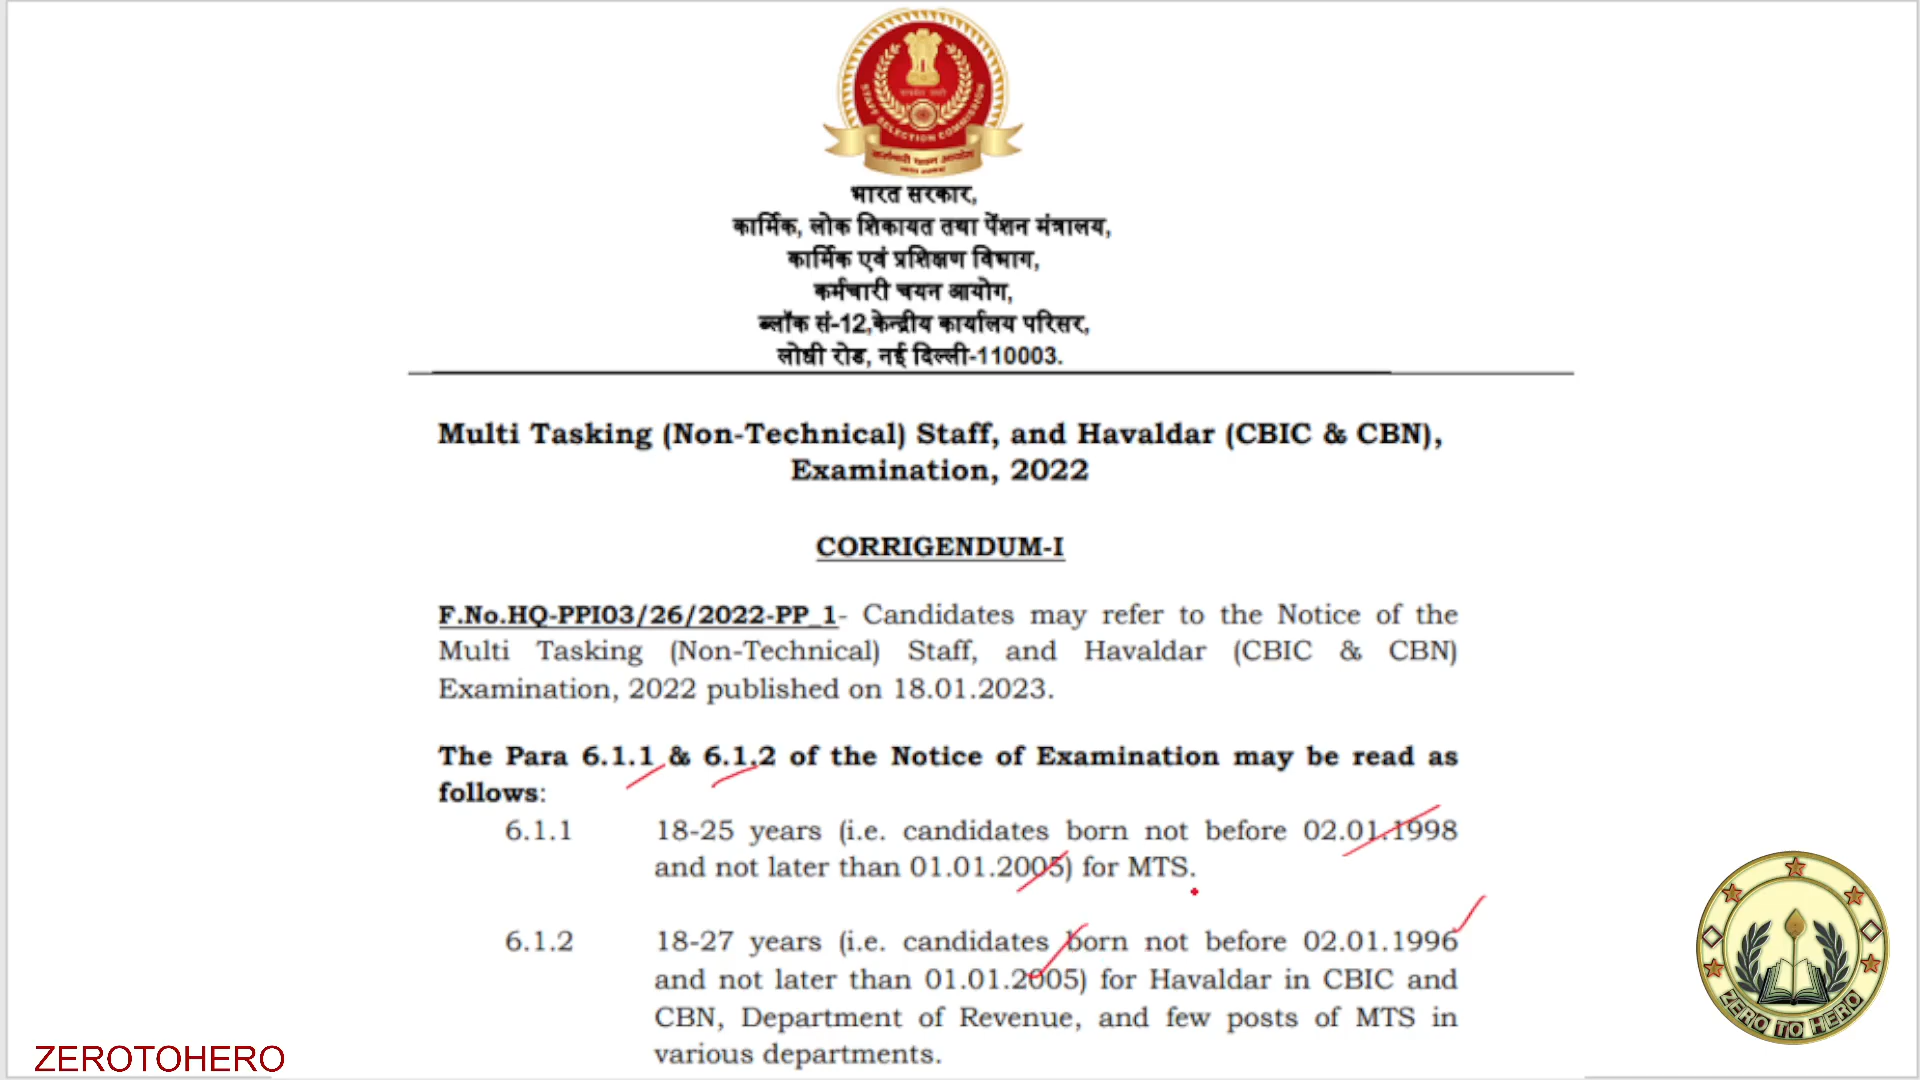 STAFF SELECTION COMMISSION
भारत सरकार,
कार्मिक, लोक शिकायत तथा पेंशन मंत्रालय,
कार्मिक एवं प्रशिक्षण विभाग,
कर्मचारी चयन आयोग,
ब्लॉक सं-12,केन्द्रीय कार्यालय परिसर,
लोधी रोड, नई दिल्ली-110003.
Multi Tasking (Non-Technical) Staff, and Havaldar (CBIC & CBN),
Examination, 2022
CORRIGENDUM-I
F.No.HQ-PPI03/26/2022-PP_1- Candidates may refer to the Notice of the
Multi Tasking (Non-Technical) Staff, and Havaldar (CBIC & CBN)
Examination, 2022 published on 18.01.2023.
The Para 6.1.1 & 6.1.2 of the Notice of Examination may be read as
follows:
6.1.1 18-25 years (i.e. candidates born not before 02.01.1998
and not later than 01.01.2005) for MTS.
6.1.2 18-27 years (i.e. candidates born not before 02.01.1996
and not later than 01.01.2005) for Havaldar in CBIC and
CBN, Department of Revenue, and few posts of MTS in
various departments.
ZERO TO HERO
ZEROTOHERO